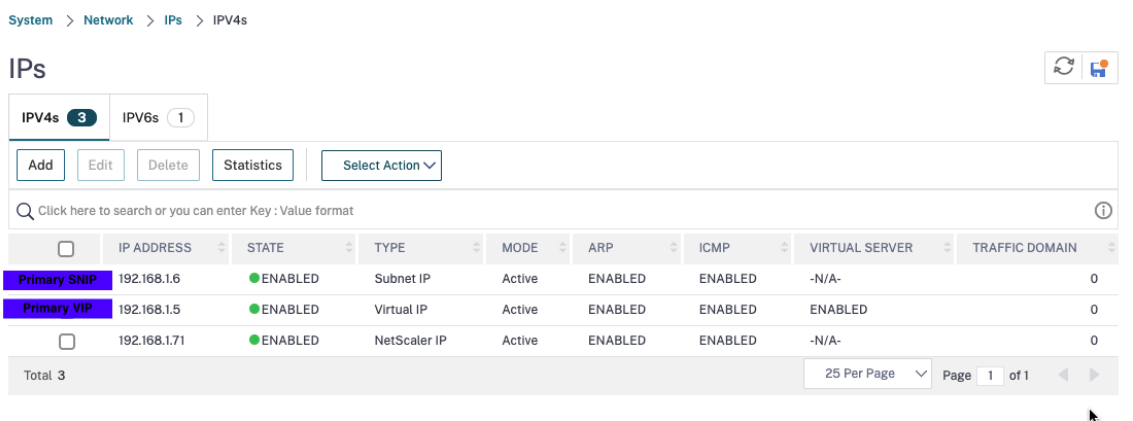 System > Network > IPs > IPV4s
IPs
IPV4s 3 IPV6s 1
Add Edit Delete Statistics Select Action
Click here to search or you can enter Key : Value format
IP ADDRESS STATE TYPE MODE ARP ICMP VIRTUAL SERVER TRAFFIC DOMAIN
Primary SNIP 192.168.1.6 ENABLED Subnet IP Active ENABLED ENABLED -N/A- 0
Primary VIP 192.168.1.5 ENABLED Virtual IP Active ENABLED ENABLED ENABLED 0
192.168.1.71 ENABLED NetScaler IP Active ENABLED ENABLED -N/A- 0
Total 3 25 Per Page Page 1 of 1